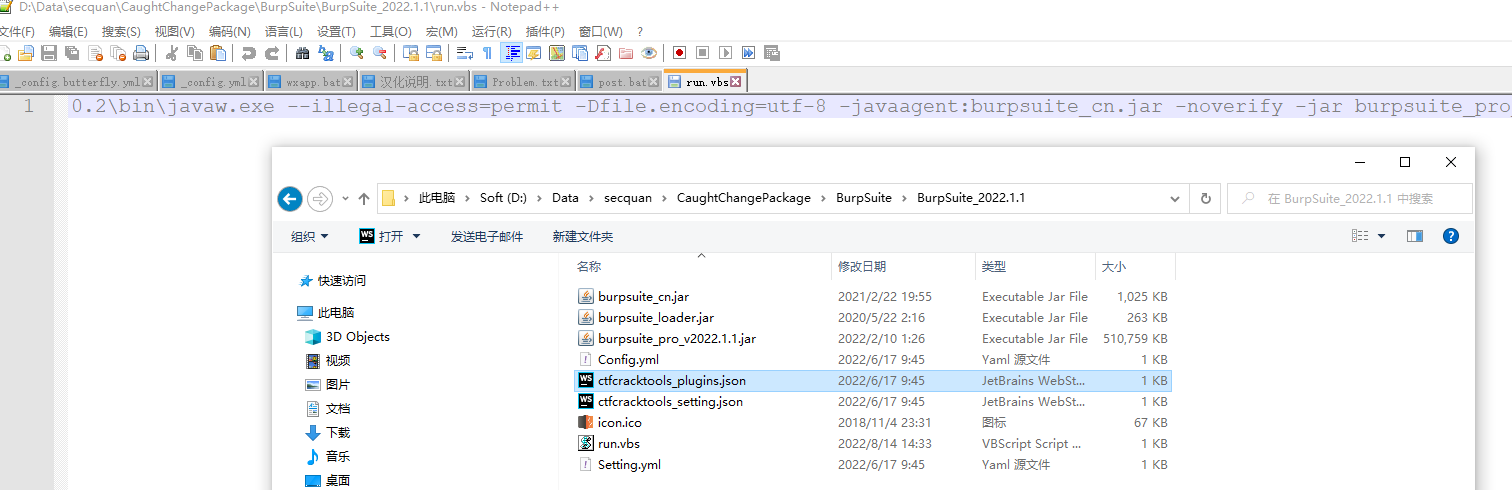 D:\Data\secquan\CaughtChangePackage\BurpSuite\BurpSuite_2022.1.1\run.vbs - Notepad++
文件(F) 编辑(E) 搜索(S) 视图(V) 编码(N) 语言(L) 设置(T) 工具(O) 宏(M) 运行(R) 插件(P) 窗口(W) ?
_config.butterfly.yml _config.yml wxapp.bat 汉化说明.txt Problem.txt post.bat run.vbs
1 0.2\bin\javaw.exe --illegal-access=permit -Dfile.encoding=utf-8 -javaagent:burpsuite_cn.jar -noverify -jar burpsuite_pro_
此电脑 > Soft (D:) > Data > secquan > CaughtChangePackage > BurpSuite > BurpSuite_2022.1.1 在 BurpSuite_2022.1.1 中搜索
组织 WS 打开 发送电子邮件 新建文件夹
名称 修改日期 类型 大小
快速访问
此电脑
3D Objects
视频
图片
文档
下载
音乐
桌面
burpsuite_cn.jar 2021/2/22 19:55 Executable Jar File 1,025 KB
burpsuite_loader.jar 2020/5/22 2:16 Executable Jar File 263 KB
burpsuite_pro_v2022.1.1.jar 2022/2/10 1:26 Executable Jar File 510,759 KB
Config.yml 2022/6/17 9:45 Yaml 源文件 1 KB
WS ctfcracktools_plugins.json 2022/6/17 9:45 JetBrains WebSt... 1 KB
WS ctfcracktools_setting.json 2022/6/17 9:45 JetBrains WebSt... 1 KB
icon.ico 2018/11/4 23:31 图标 67 KB
run.vbs 2022/8/14 14:33 VBScript Script ... 1 KB
Setting.yml 2022/6/17 9:45 Yaml 源文件 1 KB